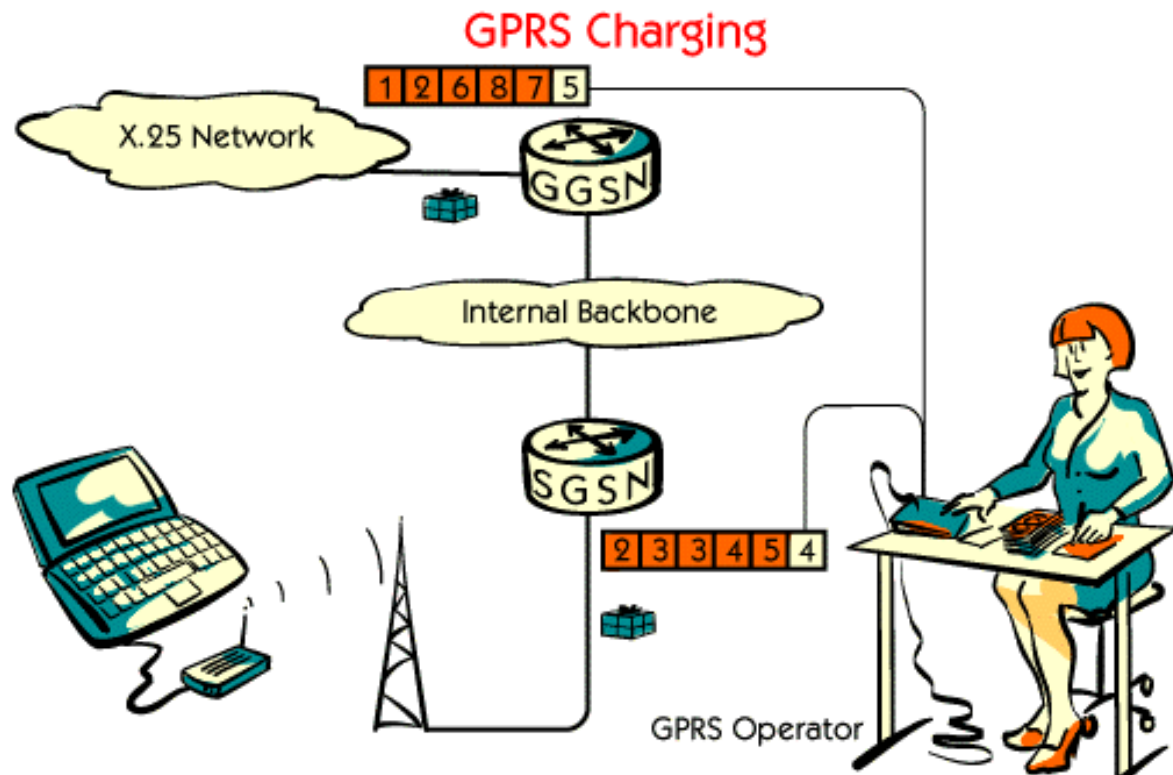 GPRS Charging
1 2 6 8 7 5
X.25 Network
GGSN
Internal Backbone
SGSN
2 3 3 4 5 4
GPRS Operator